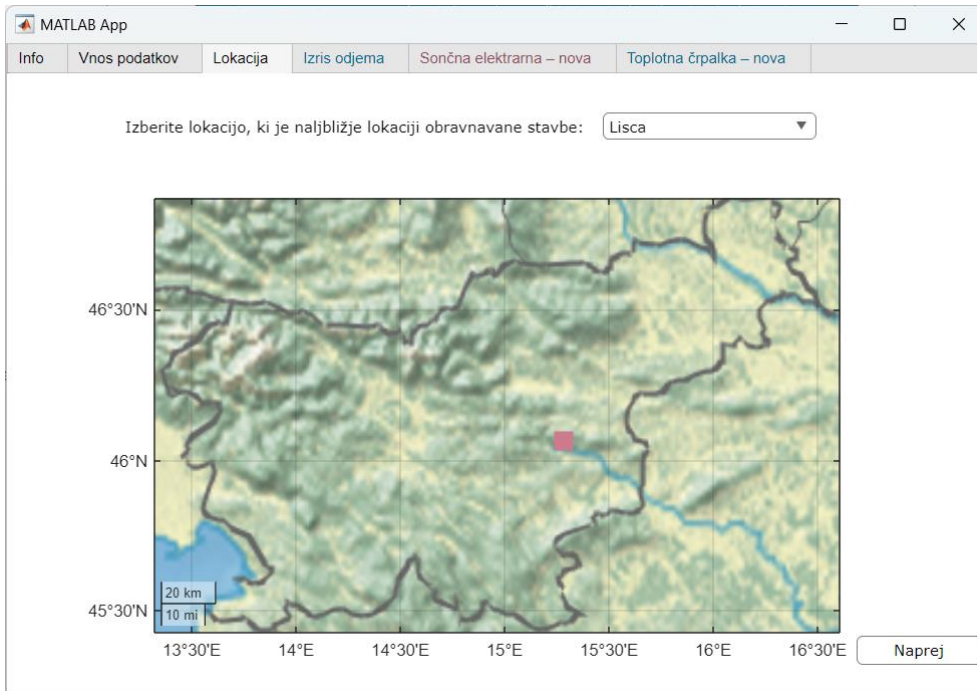 MATLAB App
Info Vnos podatkov Lokacija Izris odjema Sončna elektrarna – nova Toplotna črpalka – nova
Izberite lokacijo, ki je naljbližje lokaciji obravnavane stavbe: Lisca
46°30'N
46°N
45°30'N
20 km
10 mi
13°30'E 14°E 14°30'E 15°E 15°30'E 16°E 16°30'E
Naprej